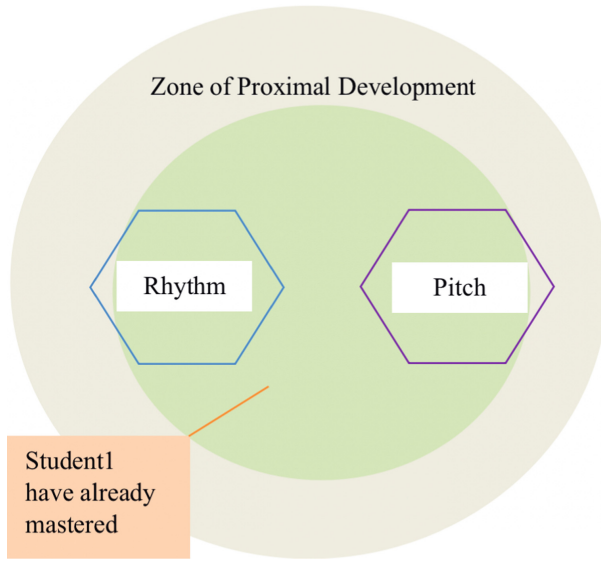 Zone of Proximal Development
Rhythm
Pitch
Student1
have already
mastered